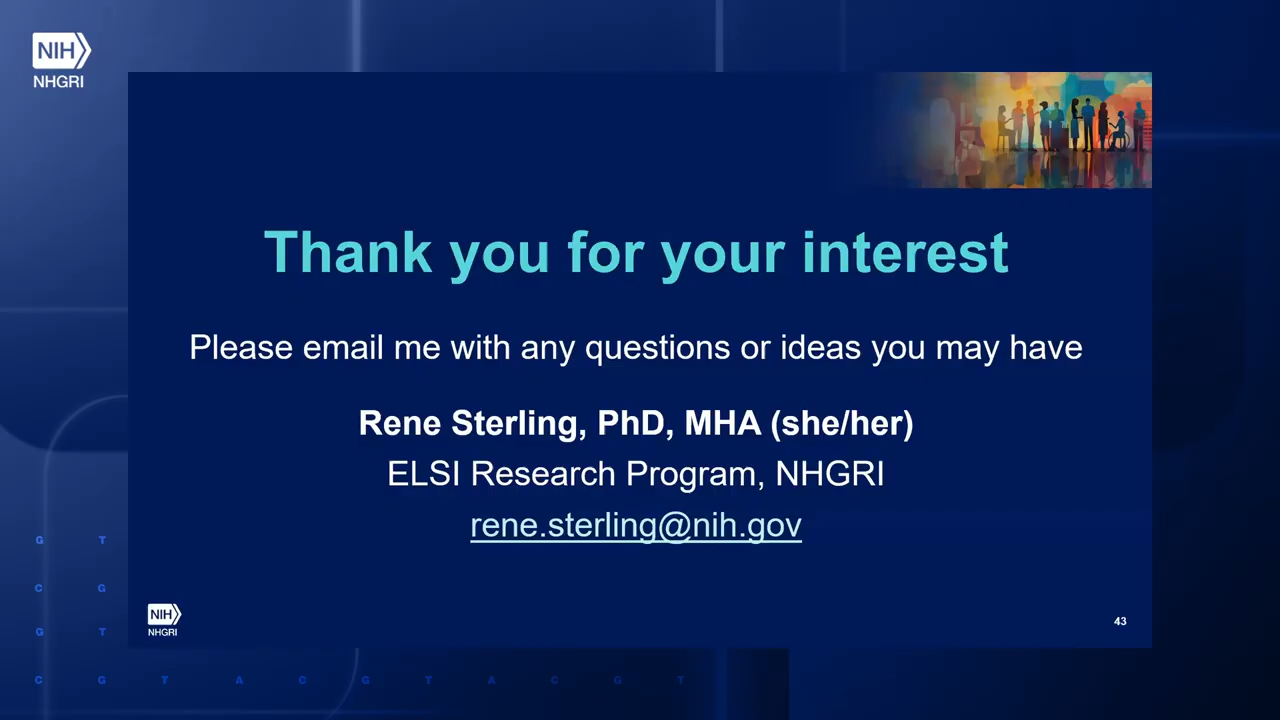 NIH
NHGRI
Thank you for your interest
Please email me with any questions or ideas you may have
Rene Sterling, PhD, MHA (she/her)
ELSI Research Program, NHGRI
rene.sterling@nih.gov
NIH
NHGRI
43
G T
C G
G T
C G T A C G T A C G T